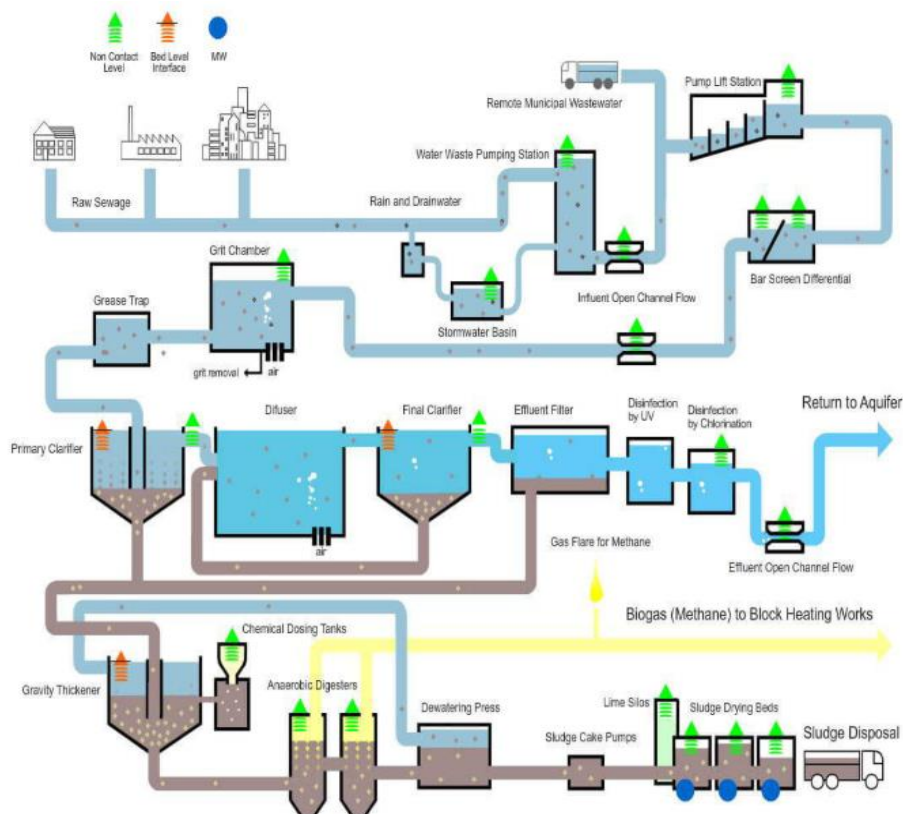 Non Contact
Level
Bed Level
Interface
MW
Remote Municipal Wastewater
Pump Lift Station
Water Waste Pumping Station
Raw Sewage
Rain and Drainwater
Grit Chamber
Bar Screen Differential
Influent Open Channel Flow
Grease Trap
Stormwater Basin
grit removal
air
Difuser
Final Clarifier
Effluent Filter
Disinfection
by UV
Disinfection
by Chlorination
Return to Aquifer
Primary Clarifier
air
Gas Flare for Methane
Effluent Open Channel Flow
Biogas (Methane) to Block Heating Works
Chemical Dosing Tanks
Gravity Thickener
Anaerobic Digesters
Dewatering Press
Lime Silos
Sludge Drying Beds
Sludge Cake Pumps
Sludge Disposal